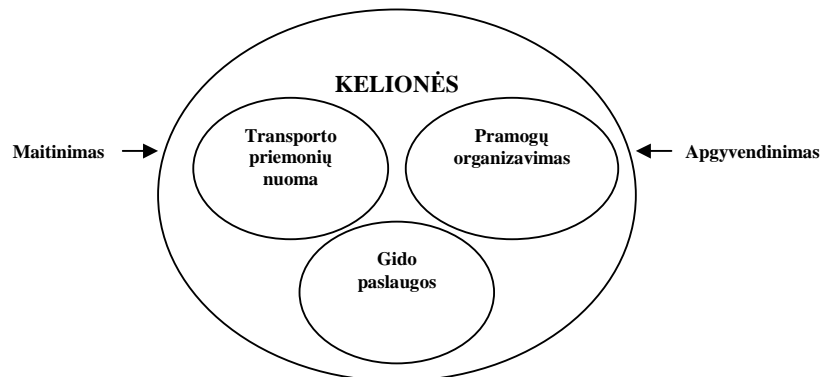 KELIONĖS
Transporto
priemonių
nuoma
Pramogų
organizavimas
Maitinimas
Apgyvendinimas
Gido
paslaugos